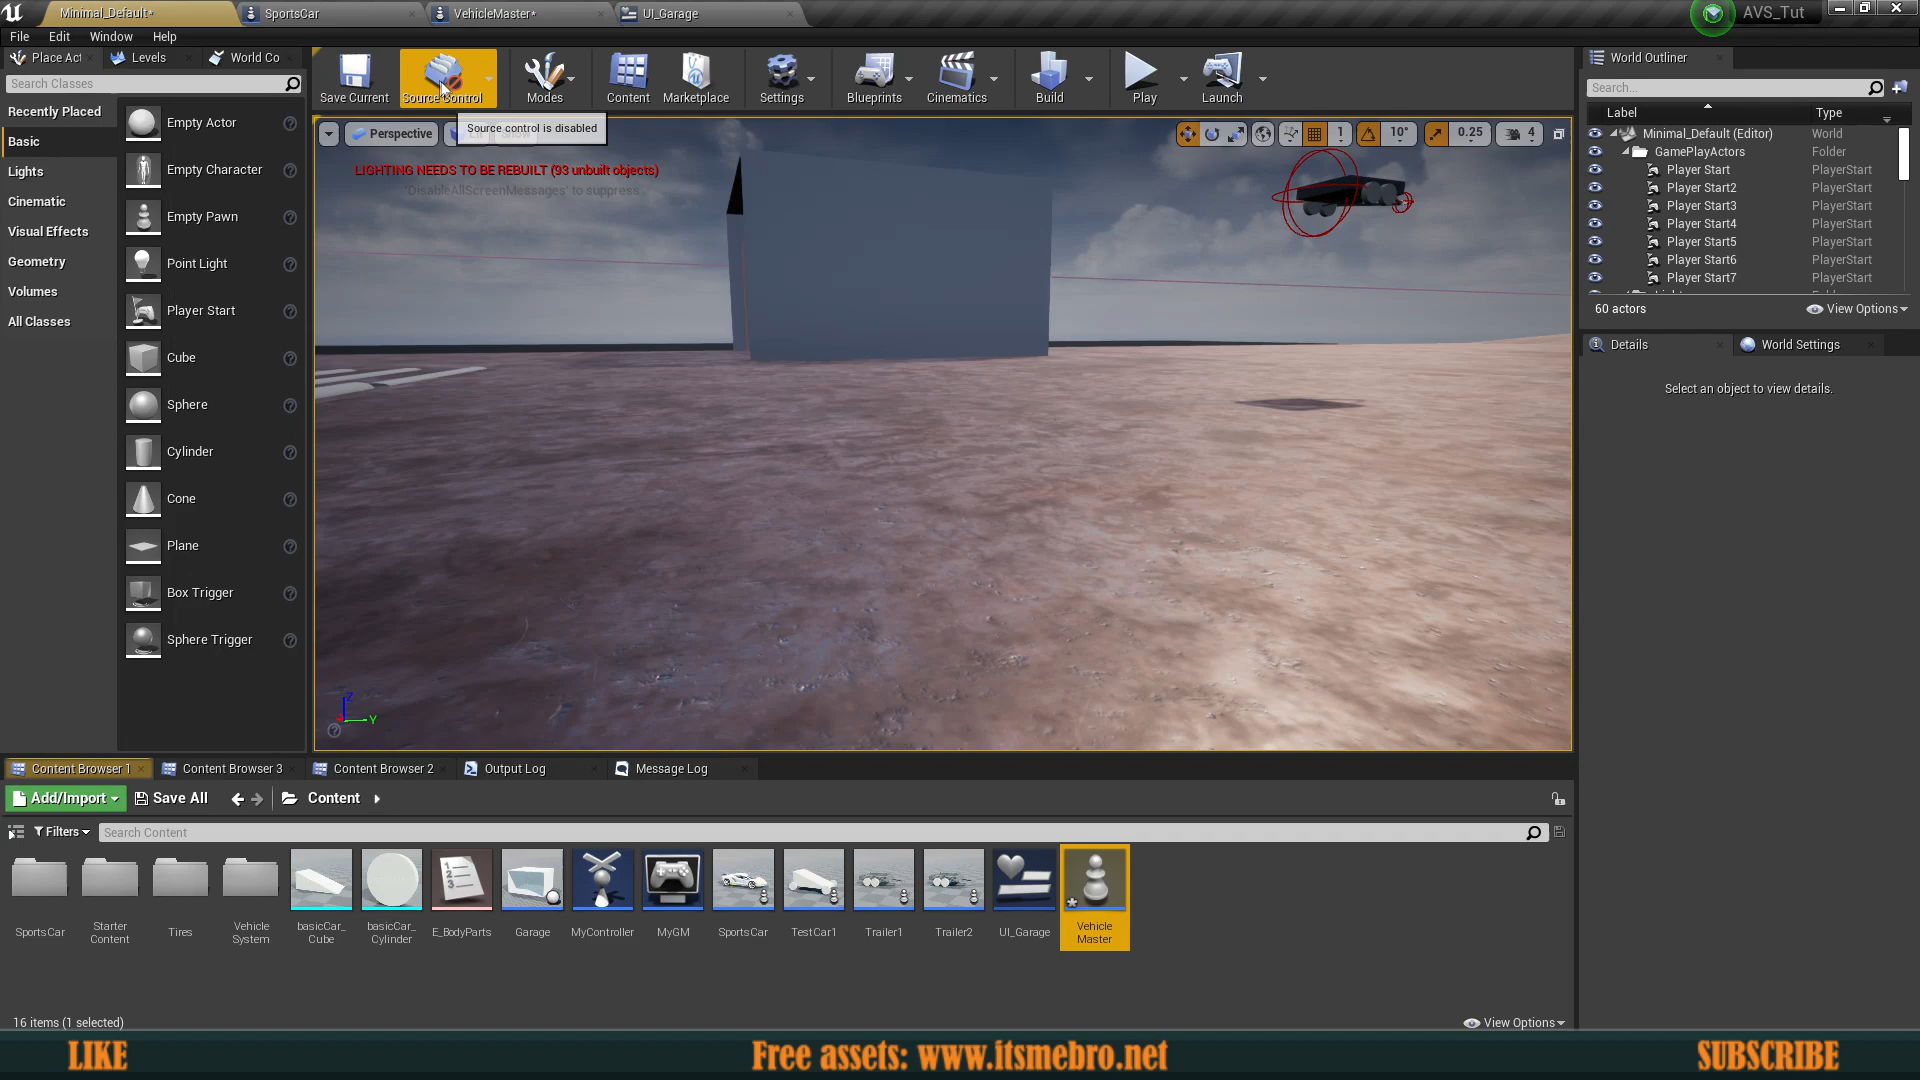 Minimal_Default*
SportsCar
VehicleMaster*
UI_Garage
AVS_Tut
File
Edit
Window
Help
Place Act
Levels
World Co
Search Classes
Recently Placed
Basic
Lights
Cinematic
Visual Effects
Geometry
Volumes
All Classes
Empty Actor
Empty Character
Empty Pawn
Point Light
Player Start
Cube
Sphere
Cylinder
Cone
Plane
Box Trigger
Sphere Trigger
Save Current
Source Control
Modes
Content
Marketplace
Settings
Blueprints
Cinematics
Build
Play
Launch
Source control is disabled
Perspective
1
10°
0.25
4
LIGHTING NEEDS TO BE REBUILT (93 unbuilt objects)
'DisableAllScreenMessages' to suppress
Z
Y
World Outliner
Search...
Label
Type
Minimal_Default (Editor)
World
GamePlayActors
Folder
Player Start
PlayerStart
Player Start2
PlayerStart
Player Start3
PlayerStart
Player Start4
PlayerStart
Player Start5
PlayerStart
Player Start6
PlayerStart
Player Start7
PlayerStart
60 actors
View Options
Details
World Settings
Select an object to view details.
Content Browser 1
Content Browser 3
Content Browser 2
Output Log
Message Log
Add/Import
Save All
Content
Filters
Search Content
SportsCar
Starter
Content
Tires
Vehicle
System
basicCar_
Cube
basicCar_
Cylinder
E_BodyParts
Garage
MyController
MyGM
SportsCar
TestCar1
Trailer1
Trailer2
UI_Garage
Vehicle
Master
16 items (1 selected)
View Options
LIKE
Free assets: www.itsmebro.net
SUBSCRIBE